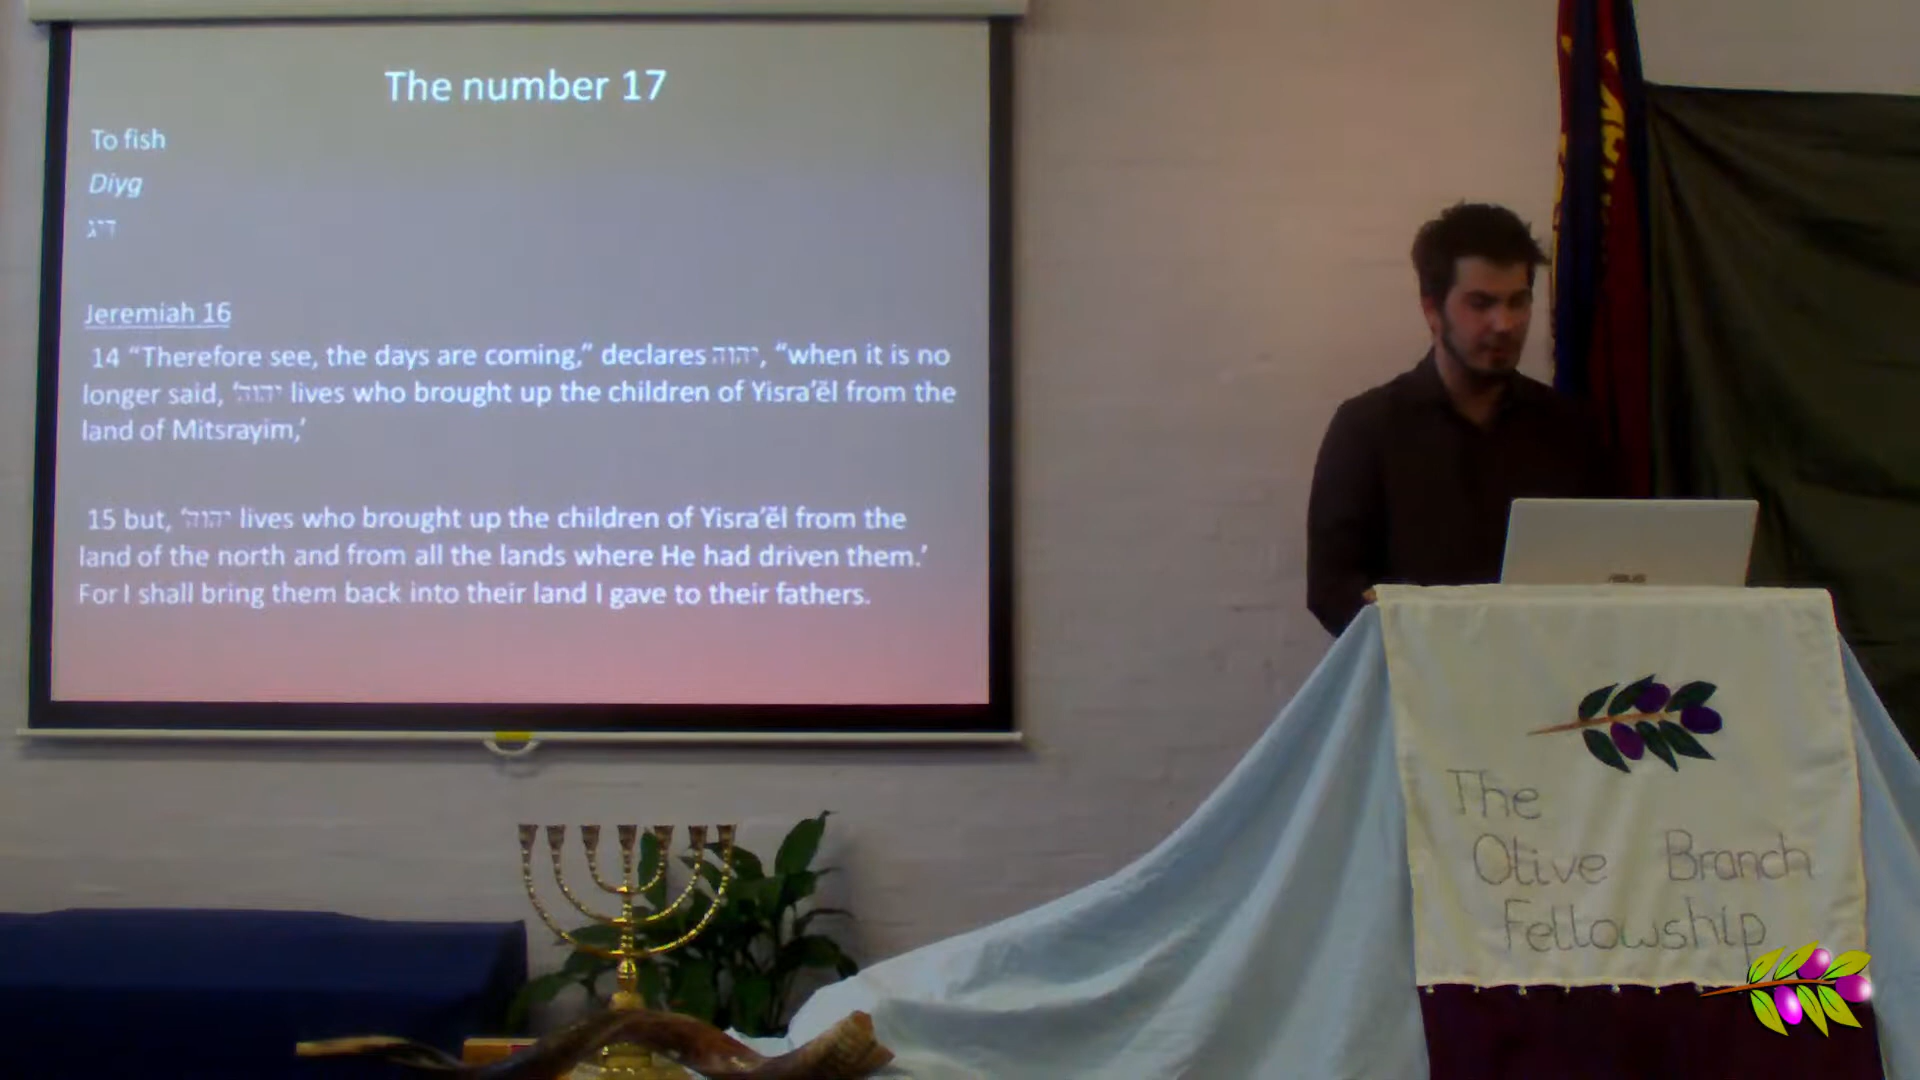 The number 17
To fish
Diyg
דיג
Jeremiah 16
14 “Therefore see, the days are coming,” declares יהוה, “when it is no
longer said, ‘יהוה lives who brought up the children of Yisra’ĕl from the
land of Mitsrayim,’
15 but, ‘יהוה lives who brought up the children of Yisra’ĕl from the
land of the north and from all the lands where He had driven them.’
For I shall bring them back into their land I gave to their fathers.
ASUS
The
Olive Branch
Fellowship